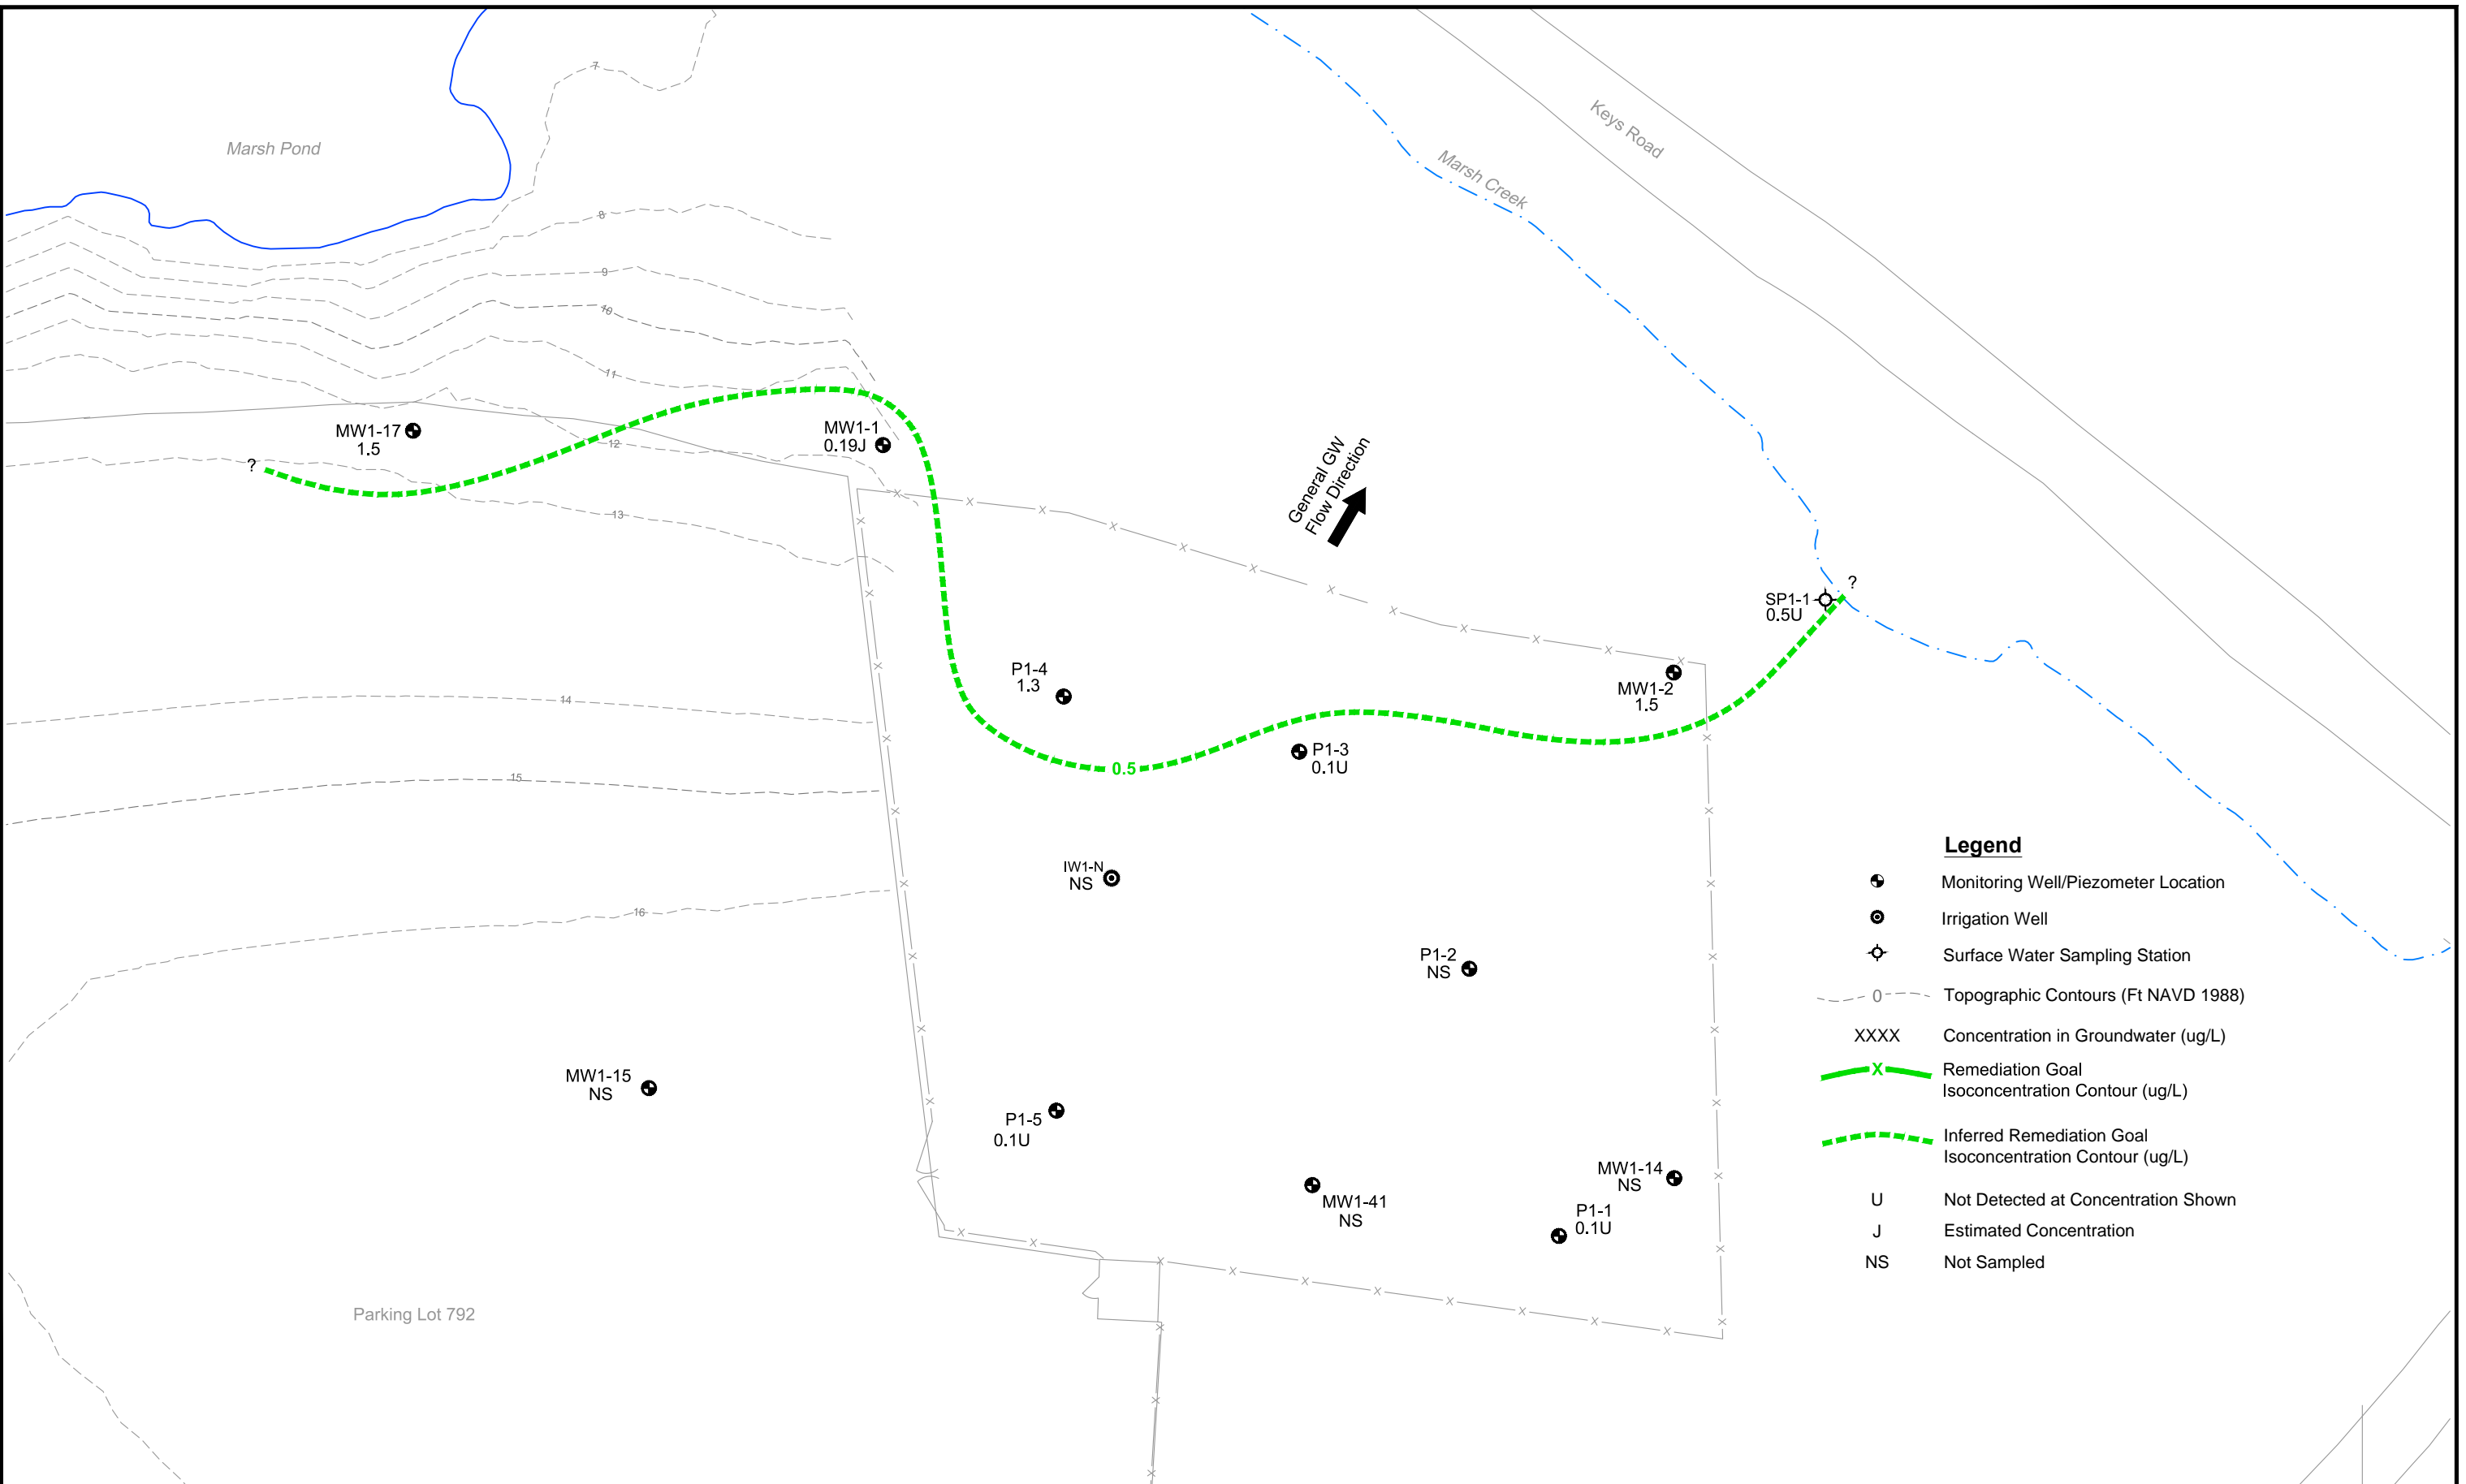 7
Keys Road
Marsh Pond
Marsh Creek
8
9
10
11
MW1-17
1.5
MW1-1
0.19J
12
?
General GW
Flow Direction
13
?
SP1-1
0.5U
P1-4
1.3
MW1-2
1.5
14
P1-3
0.1U
0.5
15
Legend
IW1-N
NS
Monitoring Well/Piezometer Location
16
Irrigation Well
P1-2
NS
Surface Water Sampling Station
0
Topographic Contours (Ft NAVD 1988)
XXXX
Concentration in Groundwater (ug/L)
MW1-15
NS
X
Remediation Goal
Isoconcentration Contour (ug/L)
P1-5
0.1U
Inferred Remediation Goal
Isoconcentration Contour (ug/L)
MW1-14
NS
MW1-41
NS
P1-1
0.1U
U
Not Detected at Concentration Shown
J
Estimated Concentration
NS
Not Sampled
Parking Lot 792